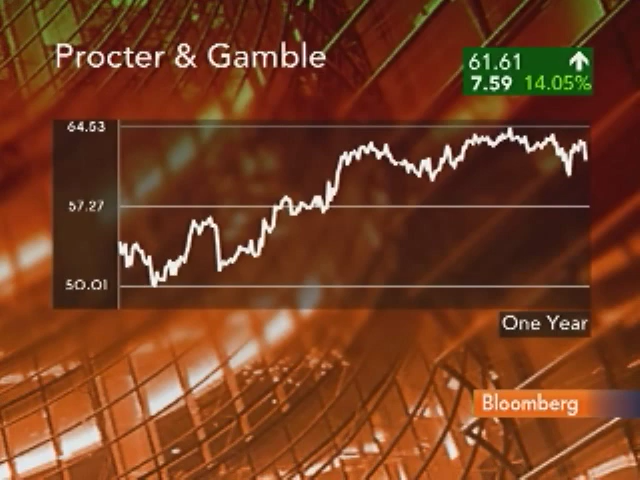 Procter & Gamble
61.61
7.59 14.05%
64.53
57.27
50.01
One Year
Bloomberg